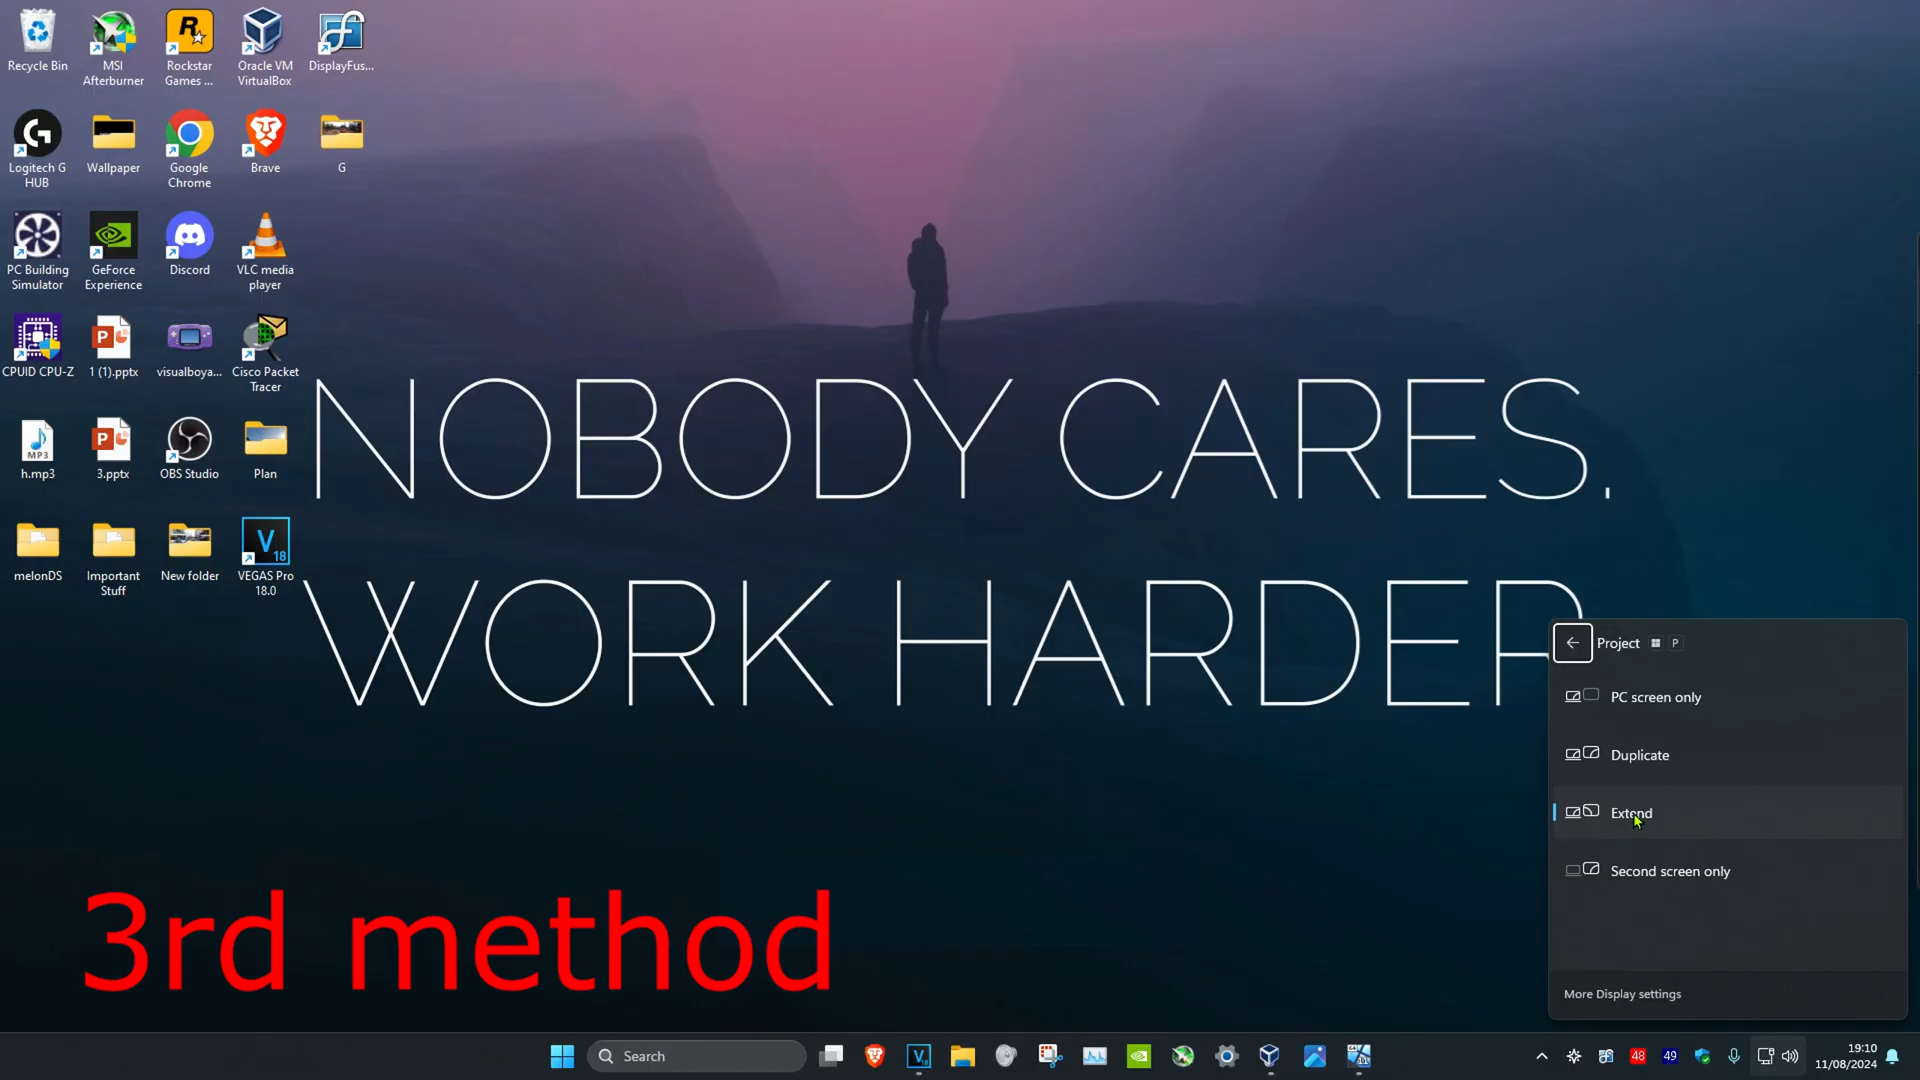 Recycle Bin
MSI
Afterburner
Rockstar
Games ...
Oracle VM
VirtualBox
DisplayFus...
Logitech G
HUB
Wallpaper
Google
Chrome
Brave
G
PC Building
Simulator
GeForce
Experience
Discord
VLC media
player
CPUID CPU-Z
1 (1).pptx
visualboya...
Cisco Packet
Tracer
MP3
h.mp3
3.pptx
OBS Studio
Plan
melonDS
Important
Stuff
New folder
V 18
VEGAS Pro
18.0
NOBODY CARES.
WORK HARDER
Project P
PC screen only
Duplicate
Extend
Second screen only
More Display settings
3rd method
Search
48
49
19:10
11/08/2024